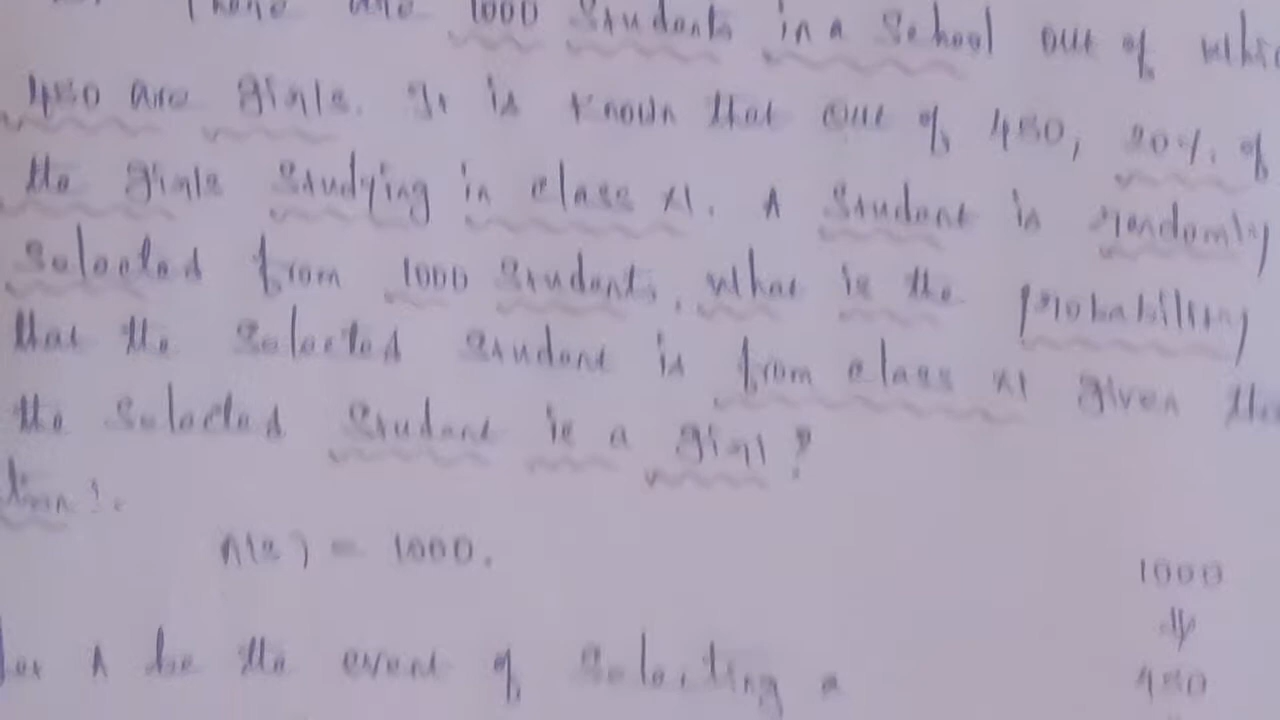 There are 1000 Students in a School out of whi
450 are girls. It is known that out of 450, 20% of
the girls Studying in class XI. A Student is randomly
Selected from 1000 Students. What is the probability
that the Selected Student is from class XI given tha
the Selected Student is a girl?
tion:.
n(s) = 1000.
1000
Let A be the event of Selecting a
450